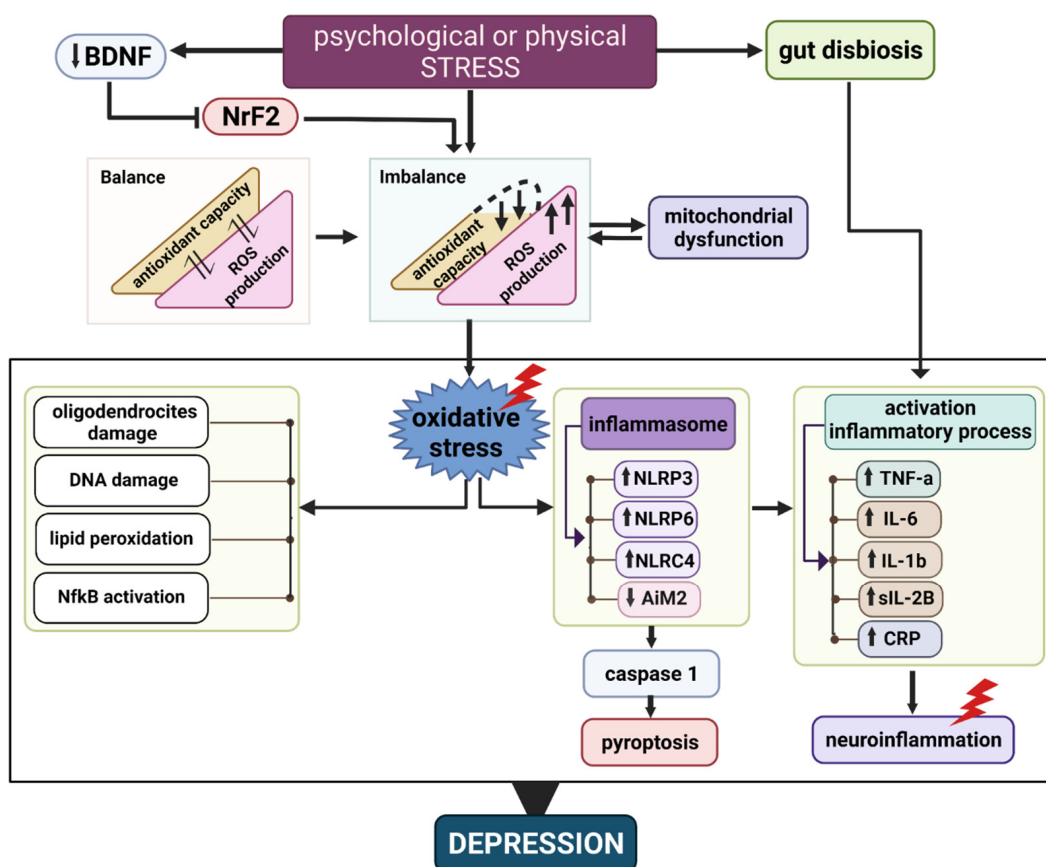 psychological or physical
STRESS
↓BDNF
gut disbiosis
NrF2
Balance
antioxidant capacity
ROS
production
Imbalance
antioxidant
capacity
ROS
production
mitochondrial
dysfunction
oxidative
stress
oligodendrocites
damage
DNA damage
lipid peroxidation
NfkB activation
inflammasome
↑NLRP3
↑NLRP6
↑NLRC4
↓ AiM2
caspase 1
pyroptosis
activation
inflammatory process
↑ TNF-a
↑ IL-6
↑ IL-1b
↑ sIL-2B
↑ CRP
neuroinflammation
DEPRESSION